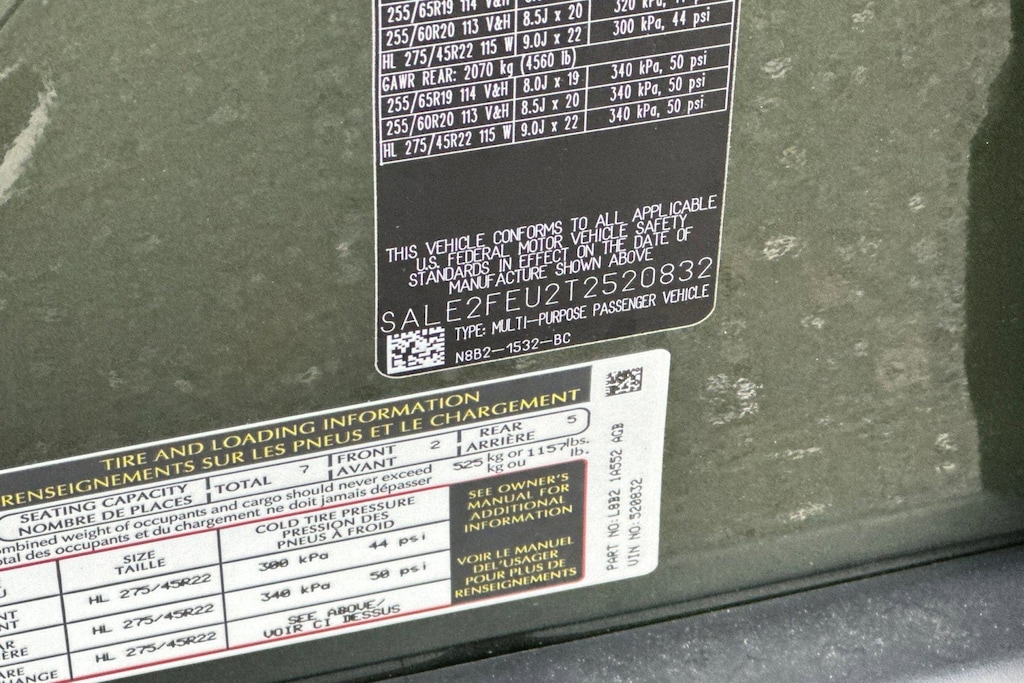 255/65R19 114 V&H
255/60R20 113 V&H 8.5J x 20 320 kPa,
HL 275/45R22 115 W 9.0J x 22 300 kPa, 44 psi
GAWR REAR: 2070 kg (4560 lb)
255/65R19 114 V&H 8.0J x 19 340 kPa, 50 psi
255/60R20 113 V&H 8.5J x 20 340 kPa, 50 psi
HL 275/45R22 115 W 9.0J x 22 340 kPa, 50 psi
THIS VEHICLE CONFORMS TO ALL APPLICABLE
U.S. FEDERAL MOTOR VEHICLE SAFETY
STANDARDS IN EFFECT ON THE DATE OF
MANUFACTURE SHOWN ABOVE
SALE2FEU2T2520832
TYPE: MULTI-PURPOSE PASSENGER VEHICLE
N8B2-1532-BC
TIRE AND LOADING INFORMATION
RENSEIGNEMENTS SUR LES PNEUS ET LE CHARGEMENT
SEATING CAPACITY TOTAL 7 FRONT 2 REAR 5
NOMBRE DE PLACES AVANT ARRIÈRE
ombined weight of occupants and cargo should never exceed 525 kg or 1157 lbs.
otal des occupants et du chargement ne doit jamais dépasser kg ou lb.
SIZE
TAILLE
COLD TIRE PRESSURE
PRESSION DES
PNEUS À FROID
HL 275/45R22 300 kPa 44 psi
HL 275/45R22 340 kPa 50 psi
HL 275/45R22 SEE ABOVE/
VOIR CI DESSUS
SEE OWNER'S
MANUAL FOR
ADDITIONAL
INFORMATION
VOIR LE MANUEL
DE L'USAGER
POUR PLUS DE
RENSEIGNEMENTS
PART NO: L8B2 1A552 AGB
VIN NO: 520832